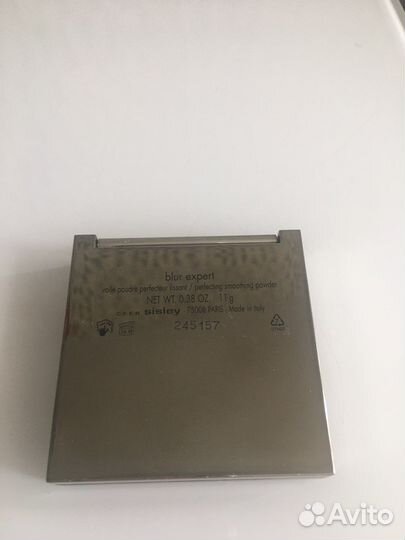 blur expert
voile poudre perfecteur lissant / perfecting smoothing powder
NET WT. 0.38 OZ. 11 g
C.F.E.B. sisley 75008 PARIS - Made in Italy
245157
Avito